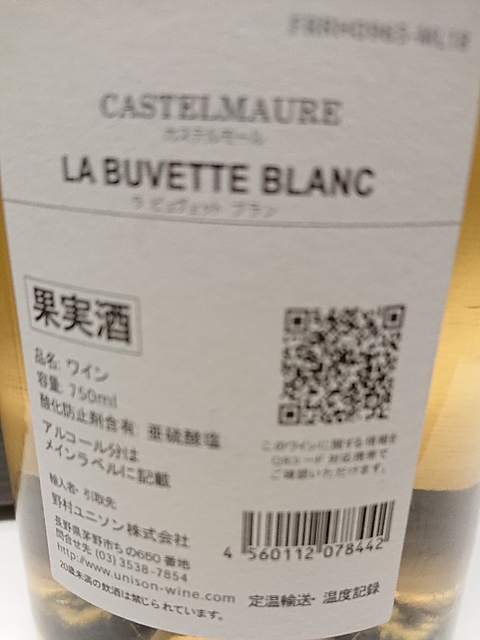 CASTELMAURE
カステルモール
LA BUVETTE BLANC
ラ ビュヴェット ブラン
果実酒
品名: ワイン
容量: 750ml
酸化防止剤含有: 亜硫酸塩
アルコール分は
メインラベルに記載
輸入者・引取先
野村ユニソン株式会社
長野県茅野市ちの650番地
問合せ先 (03) 3538-7854
http://www.unison-wine.com
20歳未満の飲酒は禁じられています。
このワインに関する情報を
QRコード対応携帯で
ご確認いただけます。
4 560112 078442
定温輸送・温度記録